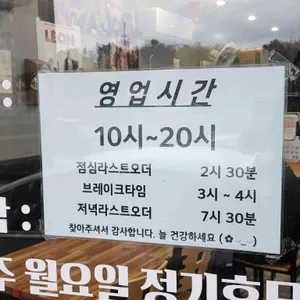 LEON
영업시간
10시~20시
점심라스트오더 2시 30분
브레이크타임 3시 ~ 4시
저녁라스트오더 7시 30분
찾아주셔서 감사합니다. 늘 건강하세요 (✿◡‿◡)
주 월요일 정기휴무